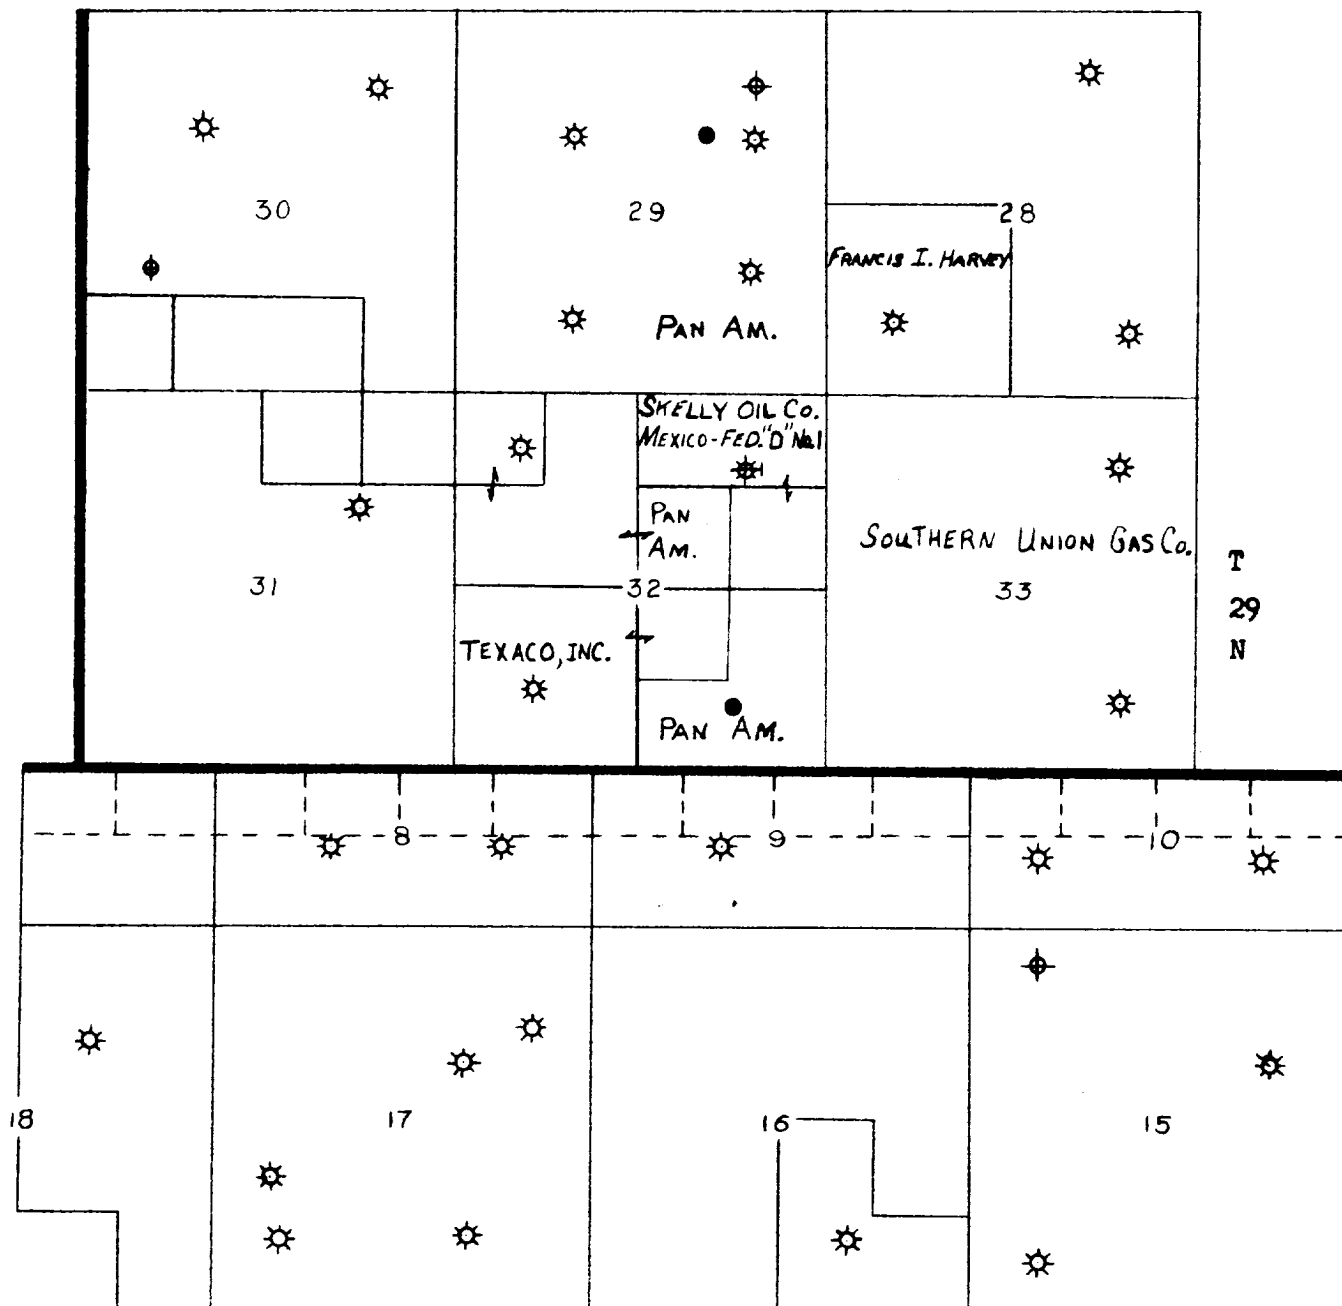 30
29
28
FRANCIS I. HARVEY
PAN AM.
SKELLY OIL CO.
MEXICO-FED."D" No.1
PAN
AM.
SOUTHERN UNION GAS CO.
T
29
N
31
32
33
TEXACO, INC.
PAN AM.
8
9
10
18
17
16
15